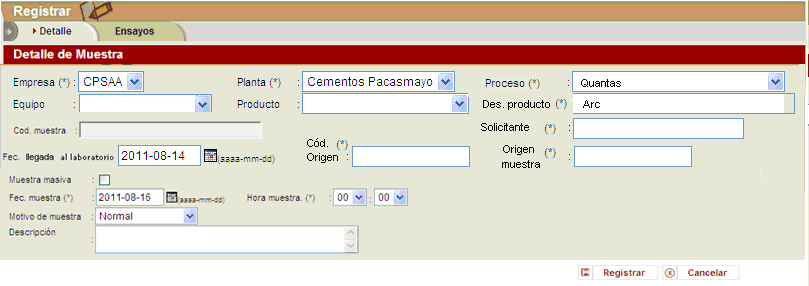 Registrar
Detalle Ensayos
Detalle de Muestra
Empresa (*) : CPSAA Planta (*) : Cementos Pacasmayo Proceso (*) : Quantas
Equipo : Producto : Des. producto (*) Arc
Cod. muestra : Solicitante (*) :
Fec. llegada al laboratorio 2011-08-14 (aaaa-mm-dd) Cód. (*)
Origen : Origen (*) :
muestra
Muestra masiva :
Fec. muestra (*) : 2011-08-16 (aaaa-mm-dd) Hora muestra. (*) : 00 : 00
Motivo de muestra : Normal
Descripción :
Registrar Cancelar